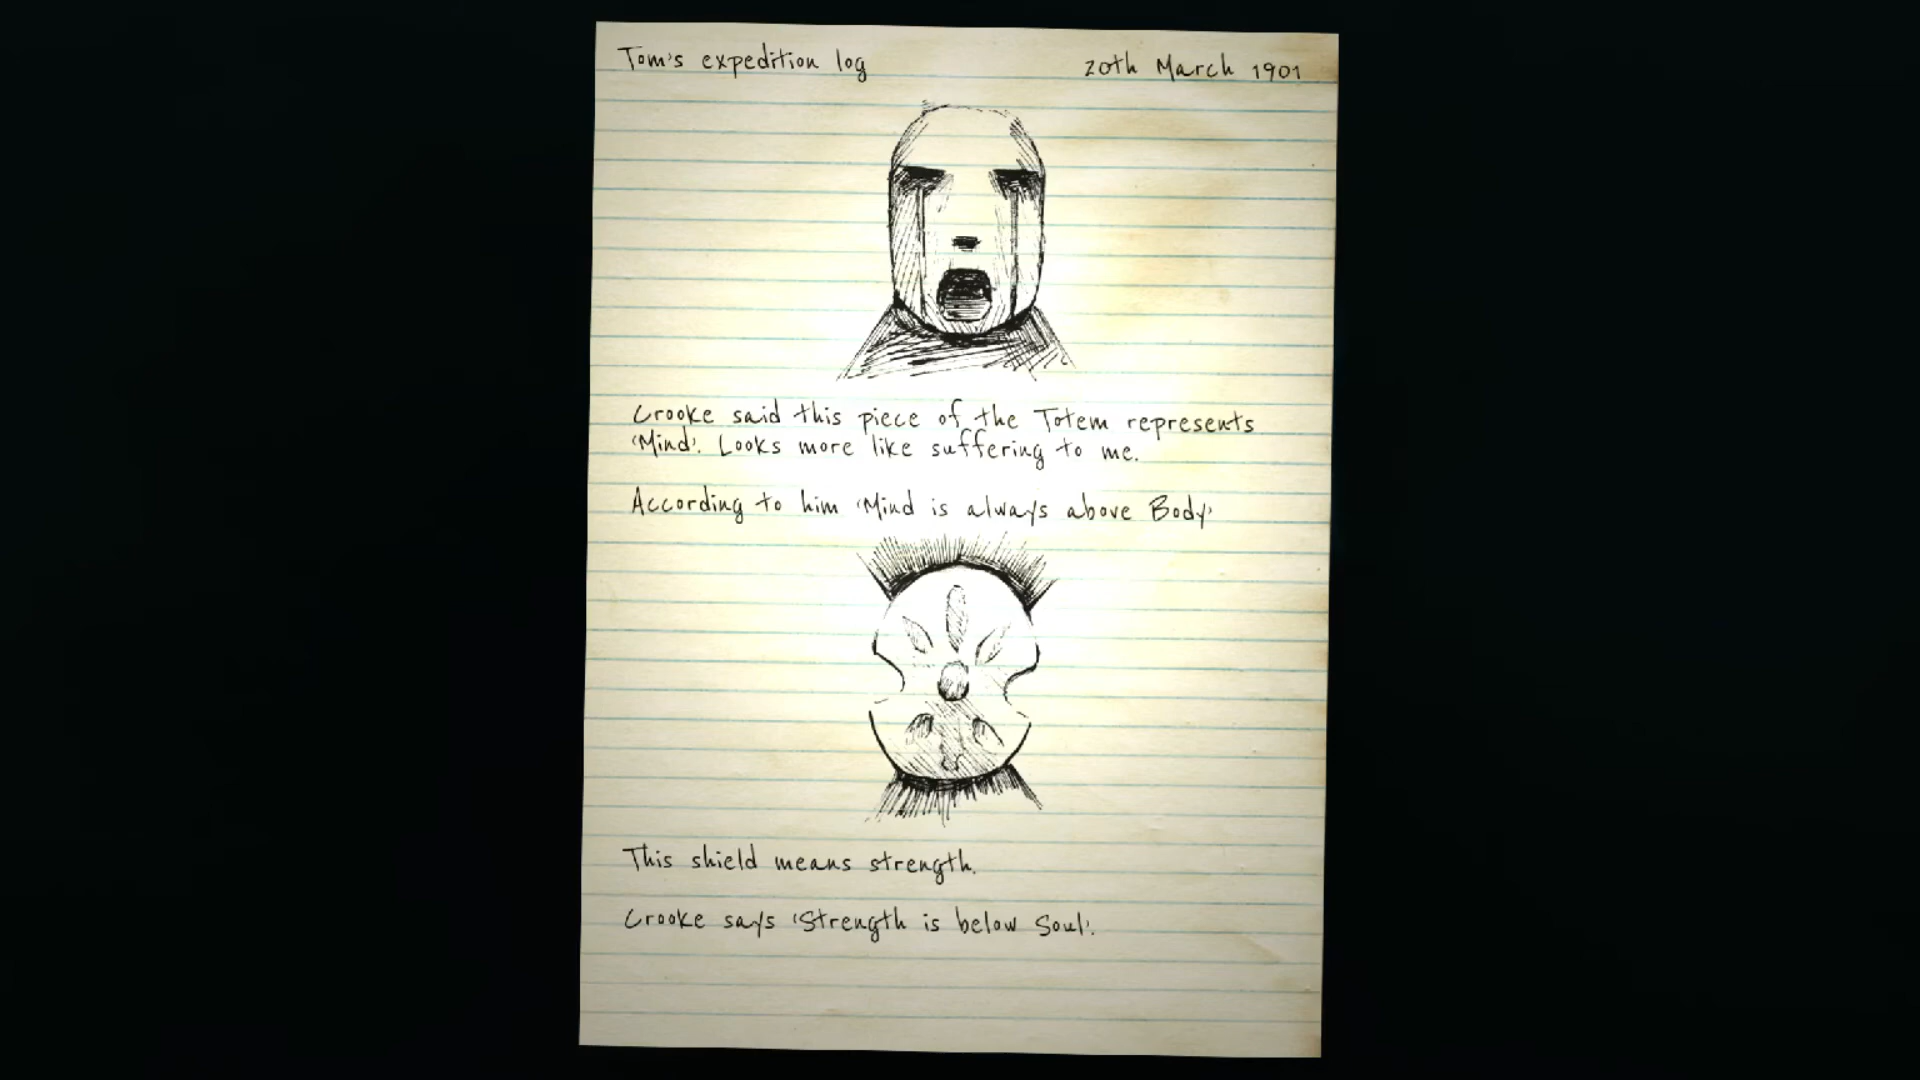 Tom's expedition log
20th March 1901
Crooke said this piece of the Totem represents
'Mind'. Looks more like suffering to me.
According to him 'Mind is always above Body'
This shield means strength.
Crooke says 'Strength is below Soul'.